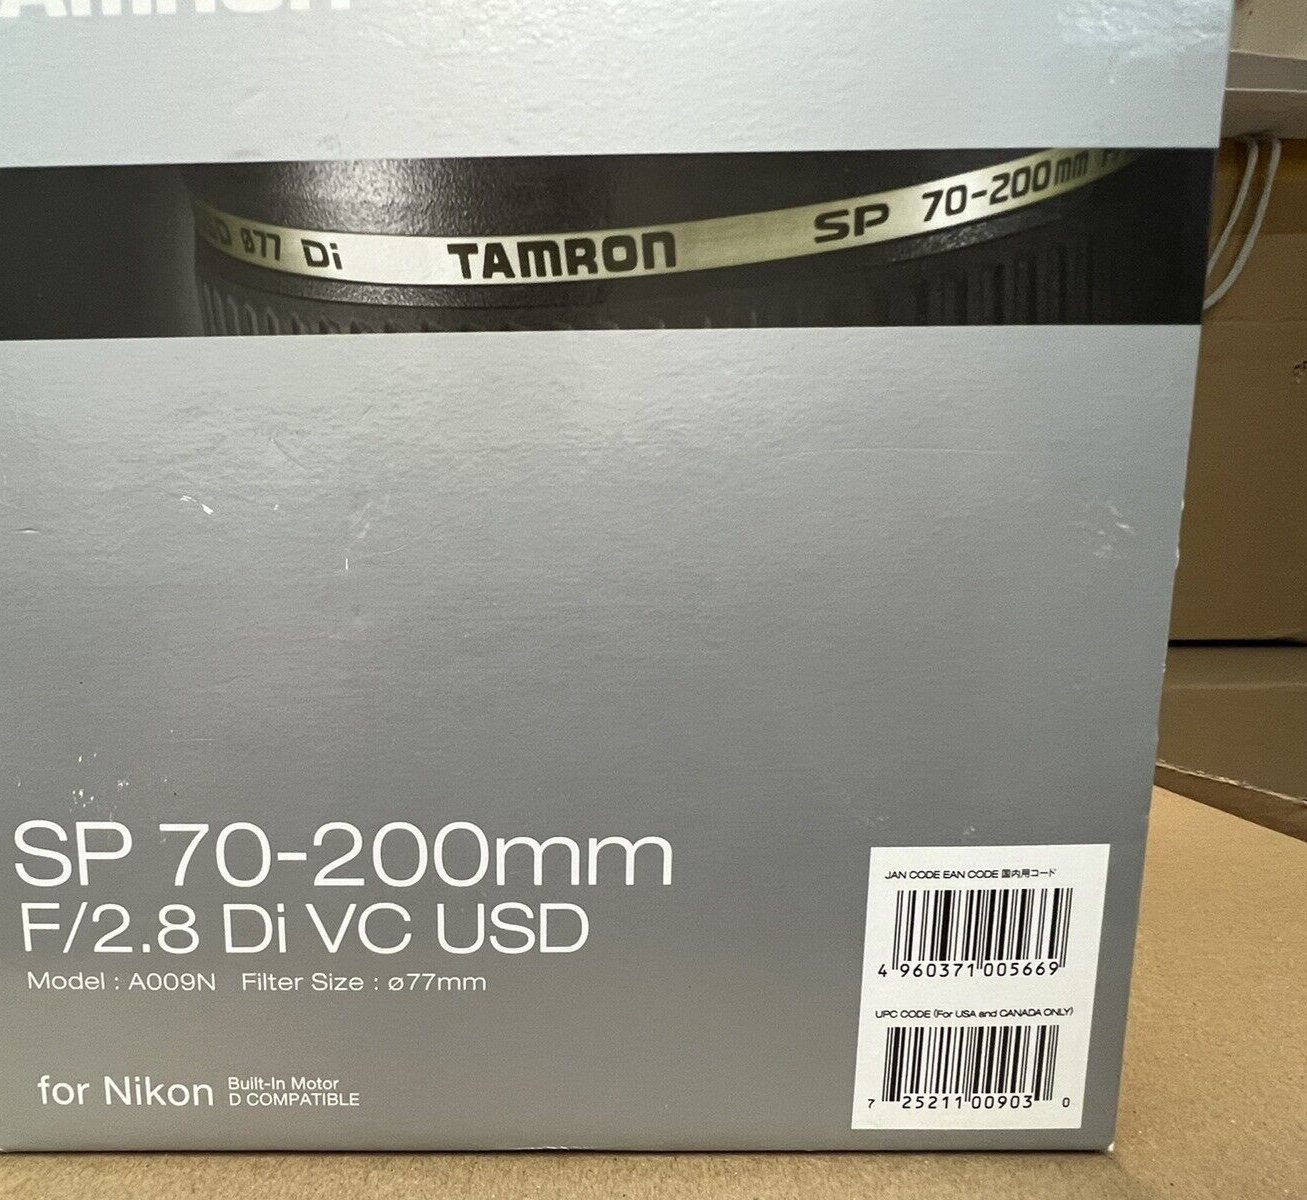 TAMRON
ø77 Di TAMRON SP 70-200mm
SP 70-200mm
F/2.8 Di VC USD
Model : A009N Filter Size : ø77mm
for Nikon Built-In Motor
D COMPATIBLE
JAN CODE EAN CODE 国内用コード
4 960371 005669
UPC CODE (For USA and CANADA ONLY)
7 25211 00903 0